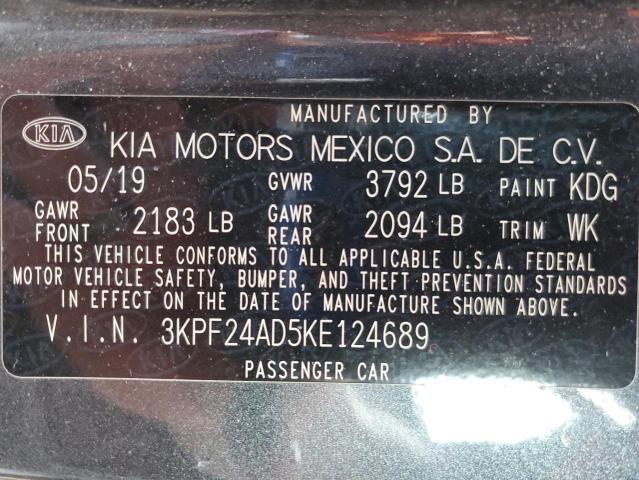 MANUFACTURED BY
KIA KIA MOTORS MEXICO S.A. DE C.V.
05/19 GVWR 3792 LB PAINT KDG
GAWR FRONT 2183 LB GAWR REAR 2094 LB TRIM WK
THIS VEHICLE CONFORMS TO ALL APPLICABLE U.S.A. FEDERAL
MOTOR VEHICLE SAFETY, BUMPER, AND THEFT PREVENTION STANDARDS
IN EFFECT ON THE DATE OF MANUFACTURE SHOWN ABOVE.
V.I.N. 3KPF24AD5KE124689
PASSENGER CAR